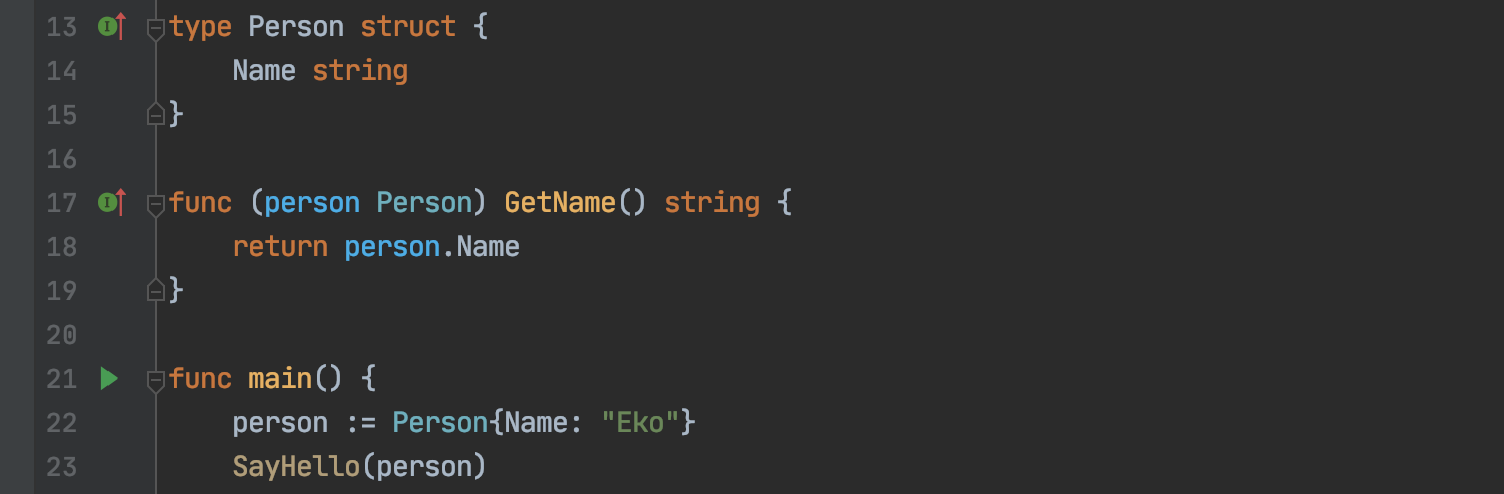 13 type Person struct {
14     Name string
15 }
16
17 func (person Person) GetName() string {
18     return person.Name
19 }
20
21 func main() {
22     person := Person{Name: "Eko"}
23     SayHello(person)